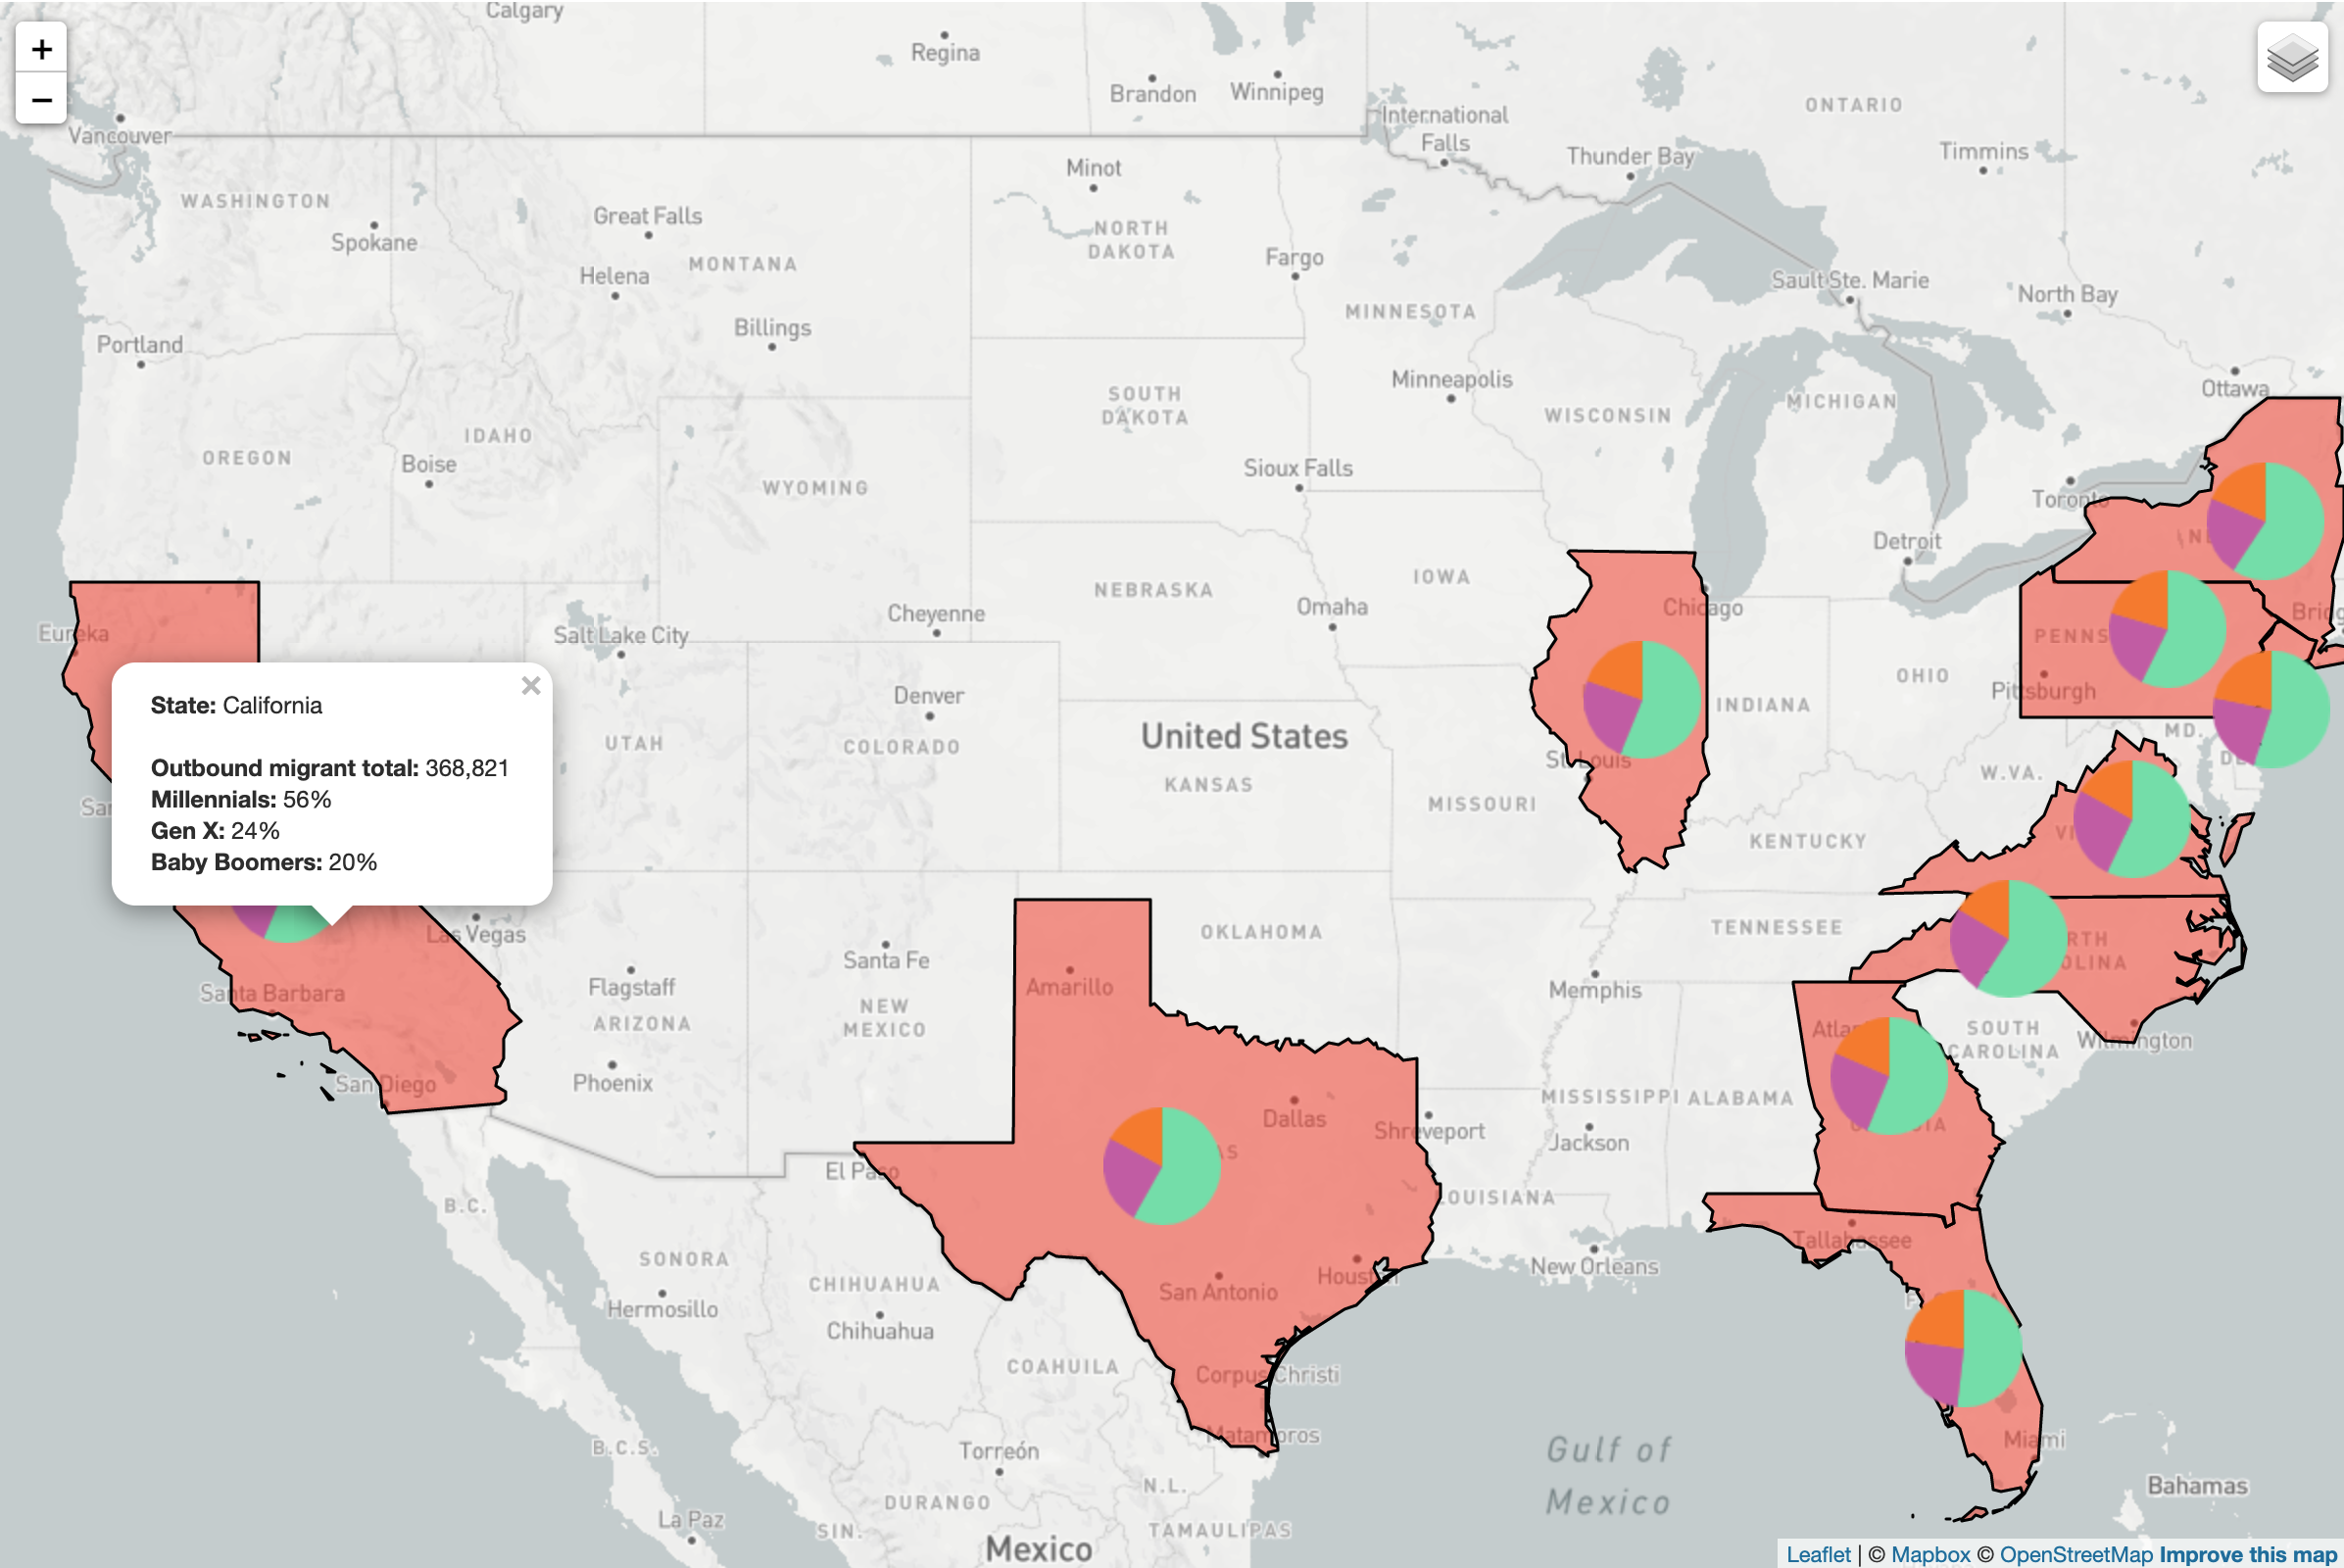 Calgary
+
−
Regina
Brandon
Winnipeg
Vancouver
International
Falls
ONTARIO
Thunder Bay
Timmins
WASHINGTON
Spokane
Great Falls
Minot
NORTH
DAKOTA
Helena
MONTANA
Fargo
Sault Ste. Marie
North Bay
MINNESOTA
Portland
Billings
Minneapolis
Ottawa
SOUTH
DAKOTA
WISCONSIN
MICHIGAN
IDAHO
OREGON
Boise
WYOMING
Sioux Falls
Toronto
Detroit
IOWA
NEBRASKA
Omaha
Chicago
Cheyenne
Eureka
Salt Lake City
PENNS
Pittsburgh
OHIO
INDIANA
Denver
COLORADO
UTAH
United States
KANSAS
St. Louis
MISSOURI
W.VA.
MD.
KENTUCKY
State: California
Outbound migrant total: 368,821
Millennials: 56%
Gen X: 24%
Baby Boomers: 20%
×
Las Vegas
OKLAHOMA
TENNESSEE
RTH
OLINA
Santa Fe
Amarillo
Memphis
Santa Barbara
Flagstaff
ARIZONA
NEW
MEXICO
SOUTH
CAROLINA
Wilmington
San Diego
Phoenix
Dallas
Shreveport
MISSISSIPPI
ALABAMA
Jackson
El Paso
LOUISIANA
B.C.
Tallahassee
SONORA
CHIHUAHUA
Hermosillo
Chihuahua
San Antonio
New Orleans
COAHUILA
Corpus Christi
Matamoros
Miami
B.C.S.
Torreón
Gulf of
Mexico
N.L.
DURANGO
Bahamas
La Paz
SIN.
TAMAULIPAS
Mexico
Leaflet | © Mapbox © OpenStreetMap Improve this map